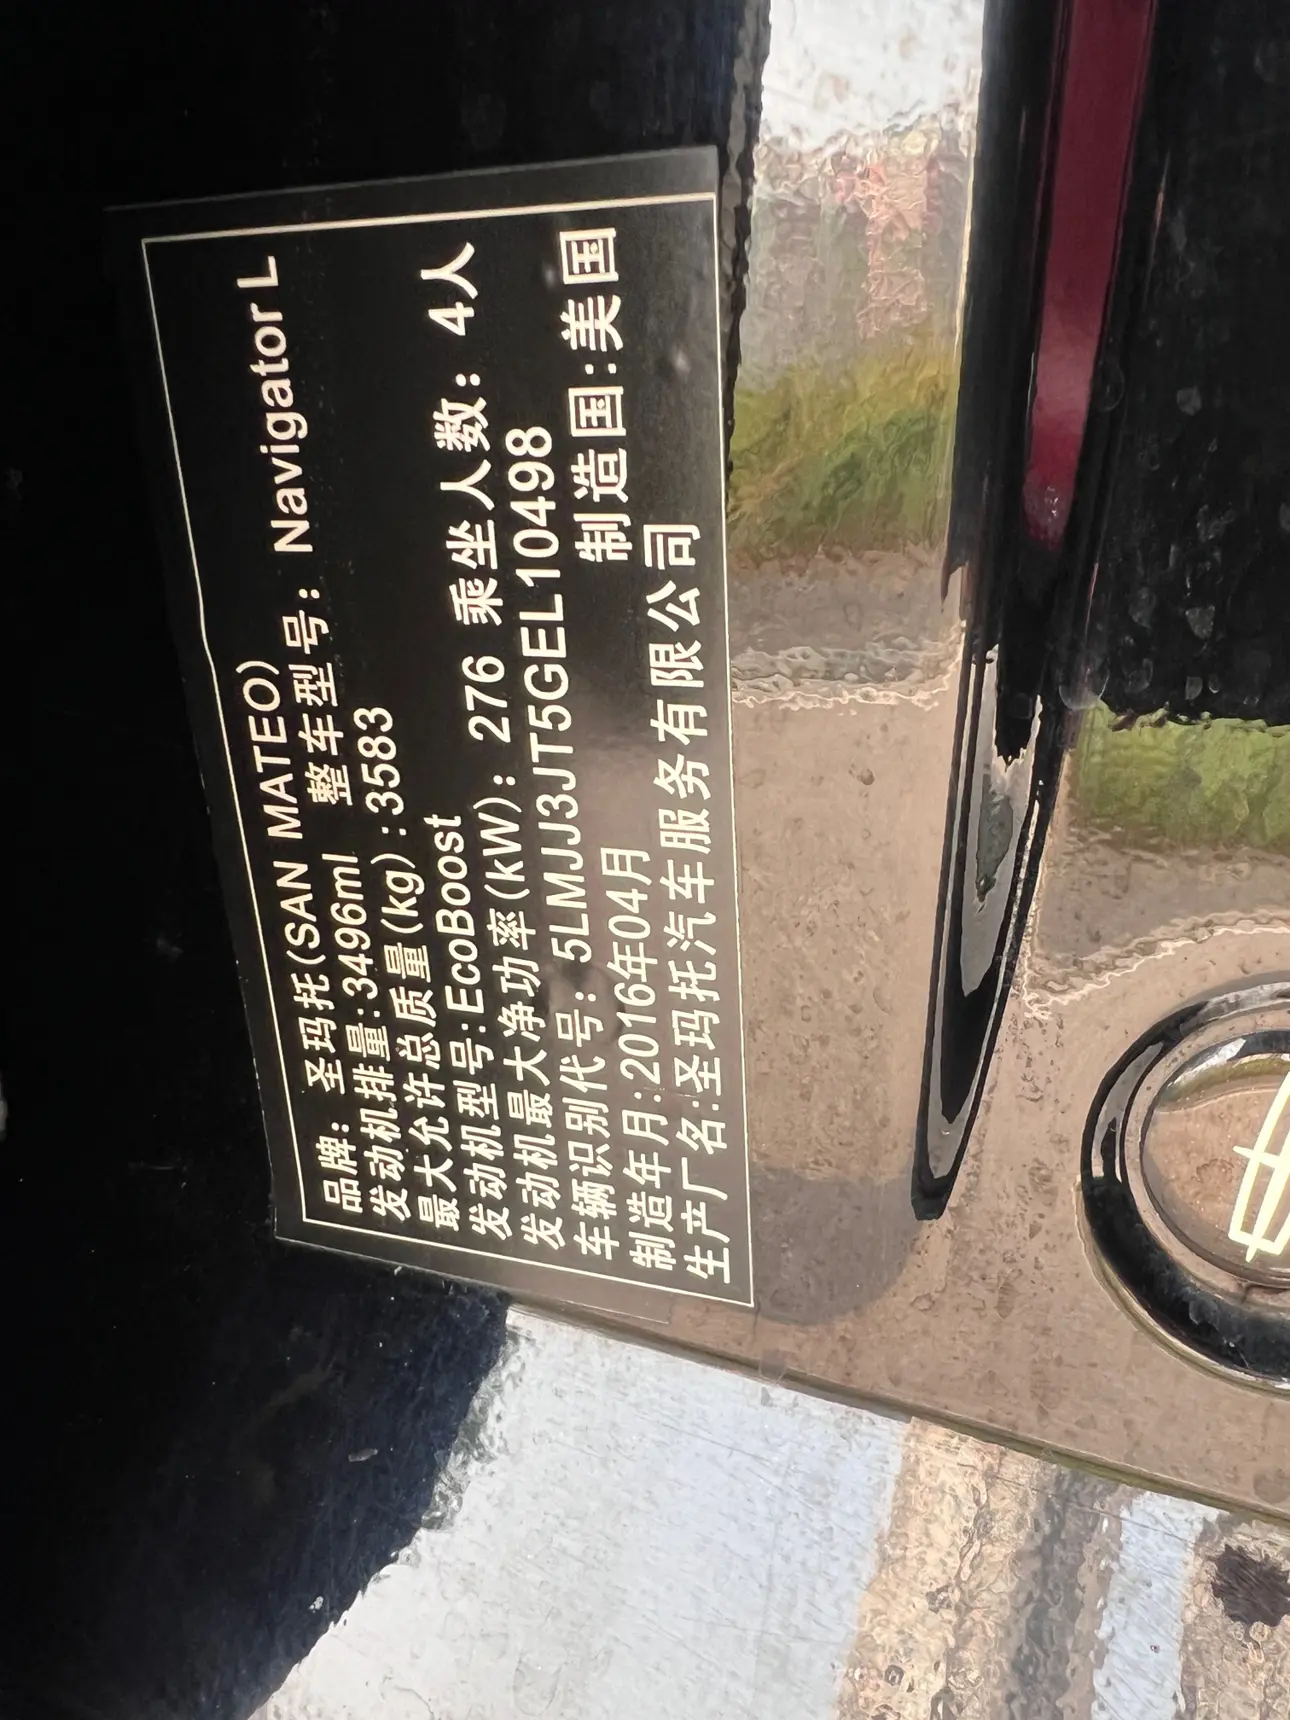 品牌：圣玛托(SAN MATEO)
发动机排量:3496ml 整车型号：Navigator L
最大允许总质量(kg):3583
发动机型号:EcoBoost
发动机最大净功率(kW)：276 乘坐人数：4人
车辆识别代号：5LMJJ3JT5GEL10498
制造年月:2016年04月 制造国:美国
生产厂名:圣玛托汽车服务有限公司